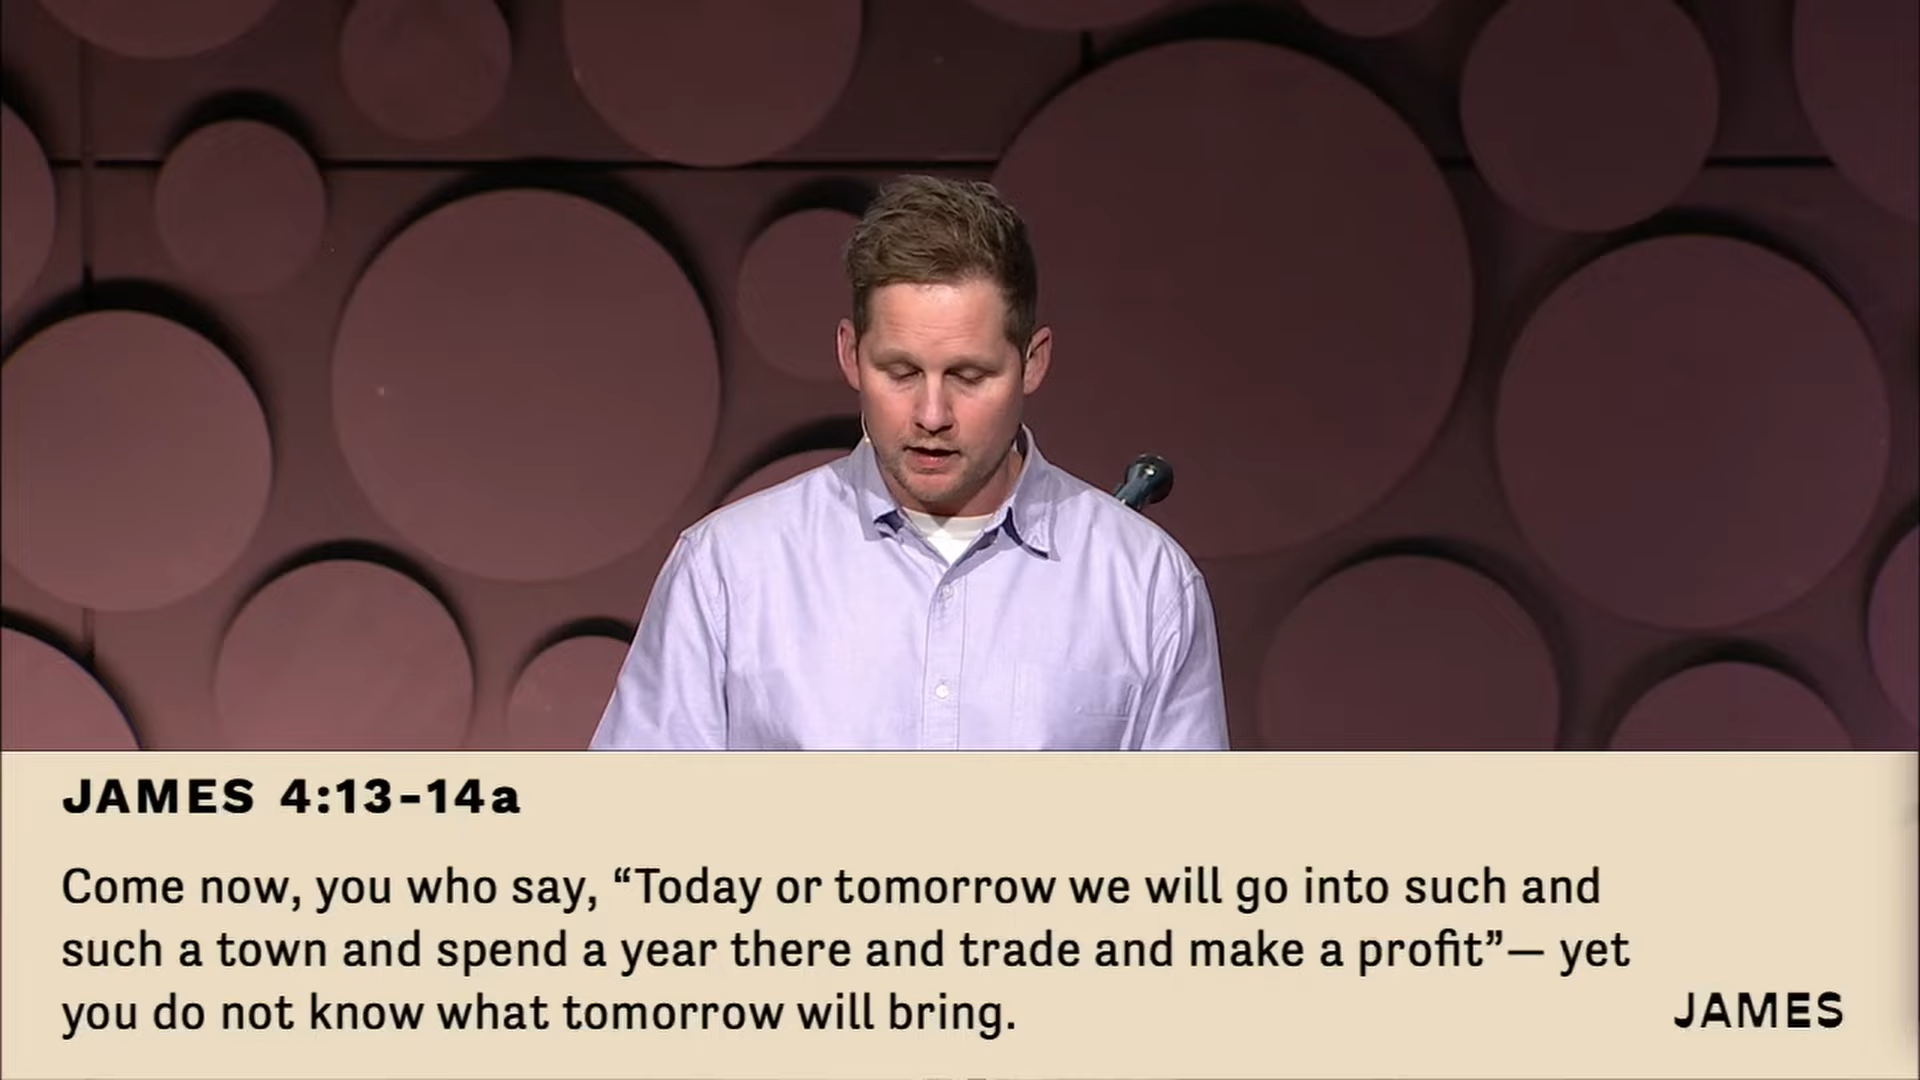 JAMES 4:13-14a
Come now, you who say, “Today or tomorrow we will go into such and
such a town and spend a year there and trade and make a profit”— yet
you do not know what tomorrow will bring.
JAMES